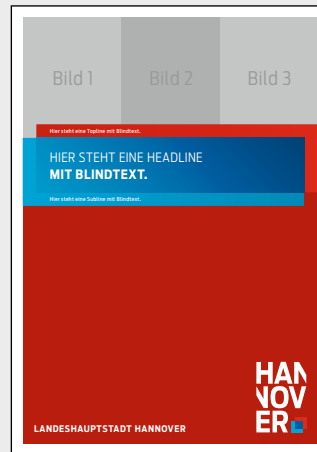 Bild 1 Bild 2 Bild 3
Hier steht eine Topline mit Blindtext.
HIER STEHT EINE HEADLINE
MIT BLINDTEXT.
Hier steht eine Subline mit Blindtext.
HAN
NOV
ER
LANDESHAUPTSTADT HANNOVER